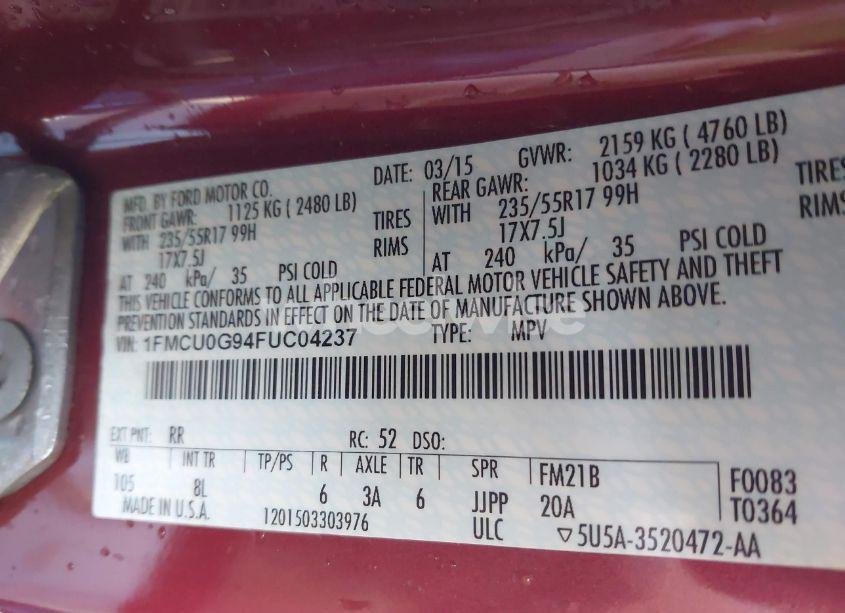 MFD. BY FORD MOTOR CO. DATE: 03/15 GVWR: 2159 KG ( 4760 LB)
FRONT GAWR: 1125 KG ( 2480 LB) REAR GAWR: 1034 KG ( 2280 LB)
WITH 235/55R17 99H TIRES WITH 235/55R17 99H TIRES
17X7.5J RIMS 17X7.5J RIMS
AT 240 kPa/ 35 PSI COLD AT 240 kPa/ 35 PSI COLD
THIS VEHICLE CONFORMS TO ALL APPLICABLE FEDERAL MOTOR VEHICLE SAFETY AND THEFT
PREVENTION STANDARDS IN EFFECT ON THE DATE OF MANUFACTURE SHOWN ABOVE.
VIN: 1FMCU0G94FUC04237 TYPE: MPV
EXT PNT: RR RC: 52 DSO:
WB INT TR TP/PS R AXLE TR SPR FM21B F0083
105 8L 6 3A 6 JJPP 20A T0364
MADE IN U.S.A. 1201503303976 ULC ▽5U5A-3520472-AA